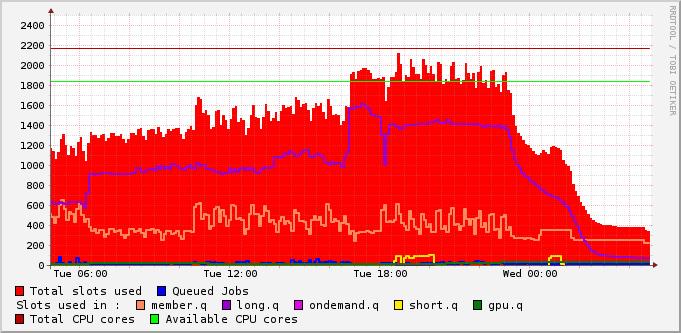 2400
2200
2000
1800
1600
1400
1200
1000
800
600
400
200
0
Tue 06:00 Tue 12:00 Tue 18:00 Wed 00:00
RRDTOOL / TOBI OETIKER
Total slots used Queued Jobs
Slots used in : member.q long.q ondemand.q short.q gpu.q
Total CPU cores Available CPU cores